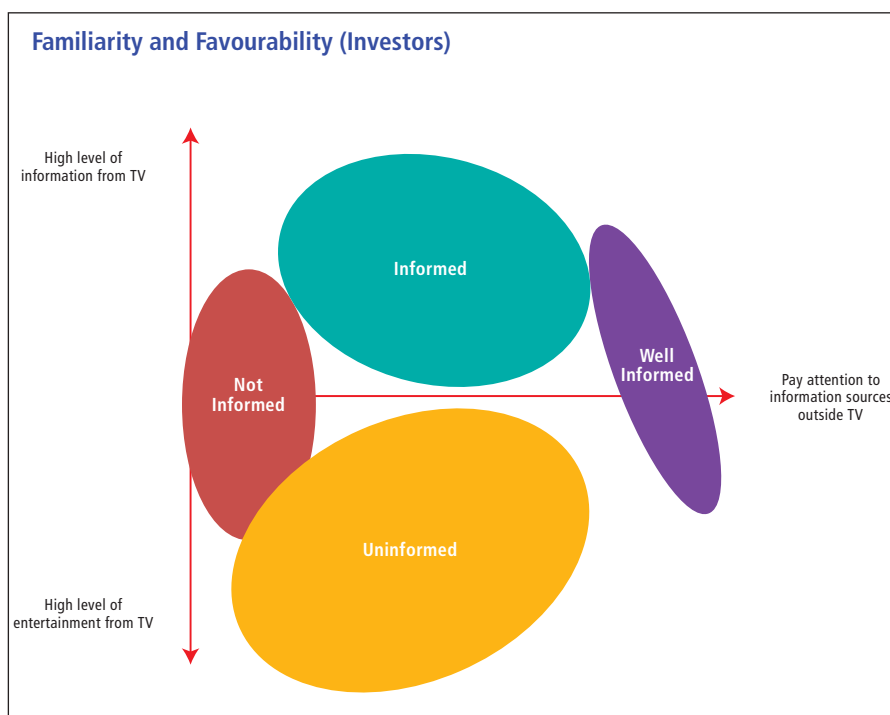 Familiarity and Favourability (Investors)
High level of
information from TV
Informed
Well
Informed
Not
Informed
Pay attention to
information sources
outside TV
Uninformed
High level of
entertainment from TV